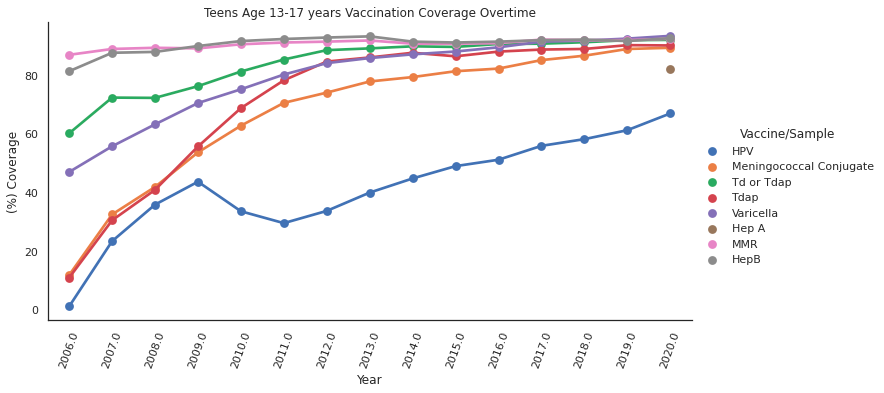 Teens Age 13-17 years Vaccination Coverage Overtime
(%) Coverage
80
60
40
20
0
2006.0
2007.0
2008.0
2009.0
2010.0
2011.0
2012.0
2013.0
2014.0
2015.0
2016.0
2017.0
2018.0
2019.0
2020.0
Year
Vaccine/Sample
HPV
Meningococcal Conjugate
Td or Tdap
Tdap
Varicella
Hep A
MMR
HepB